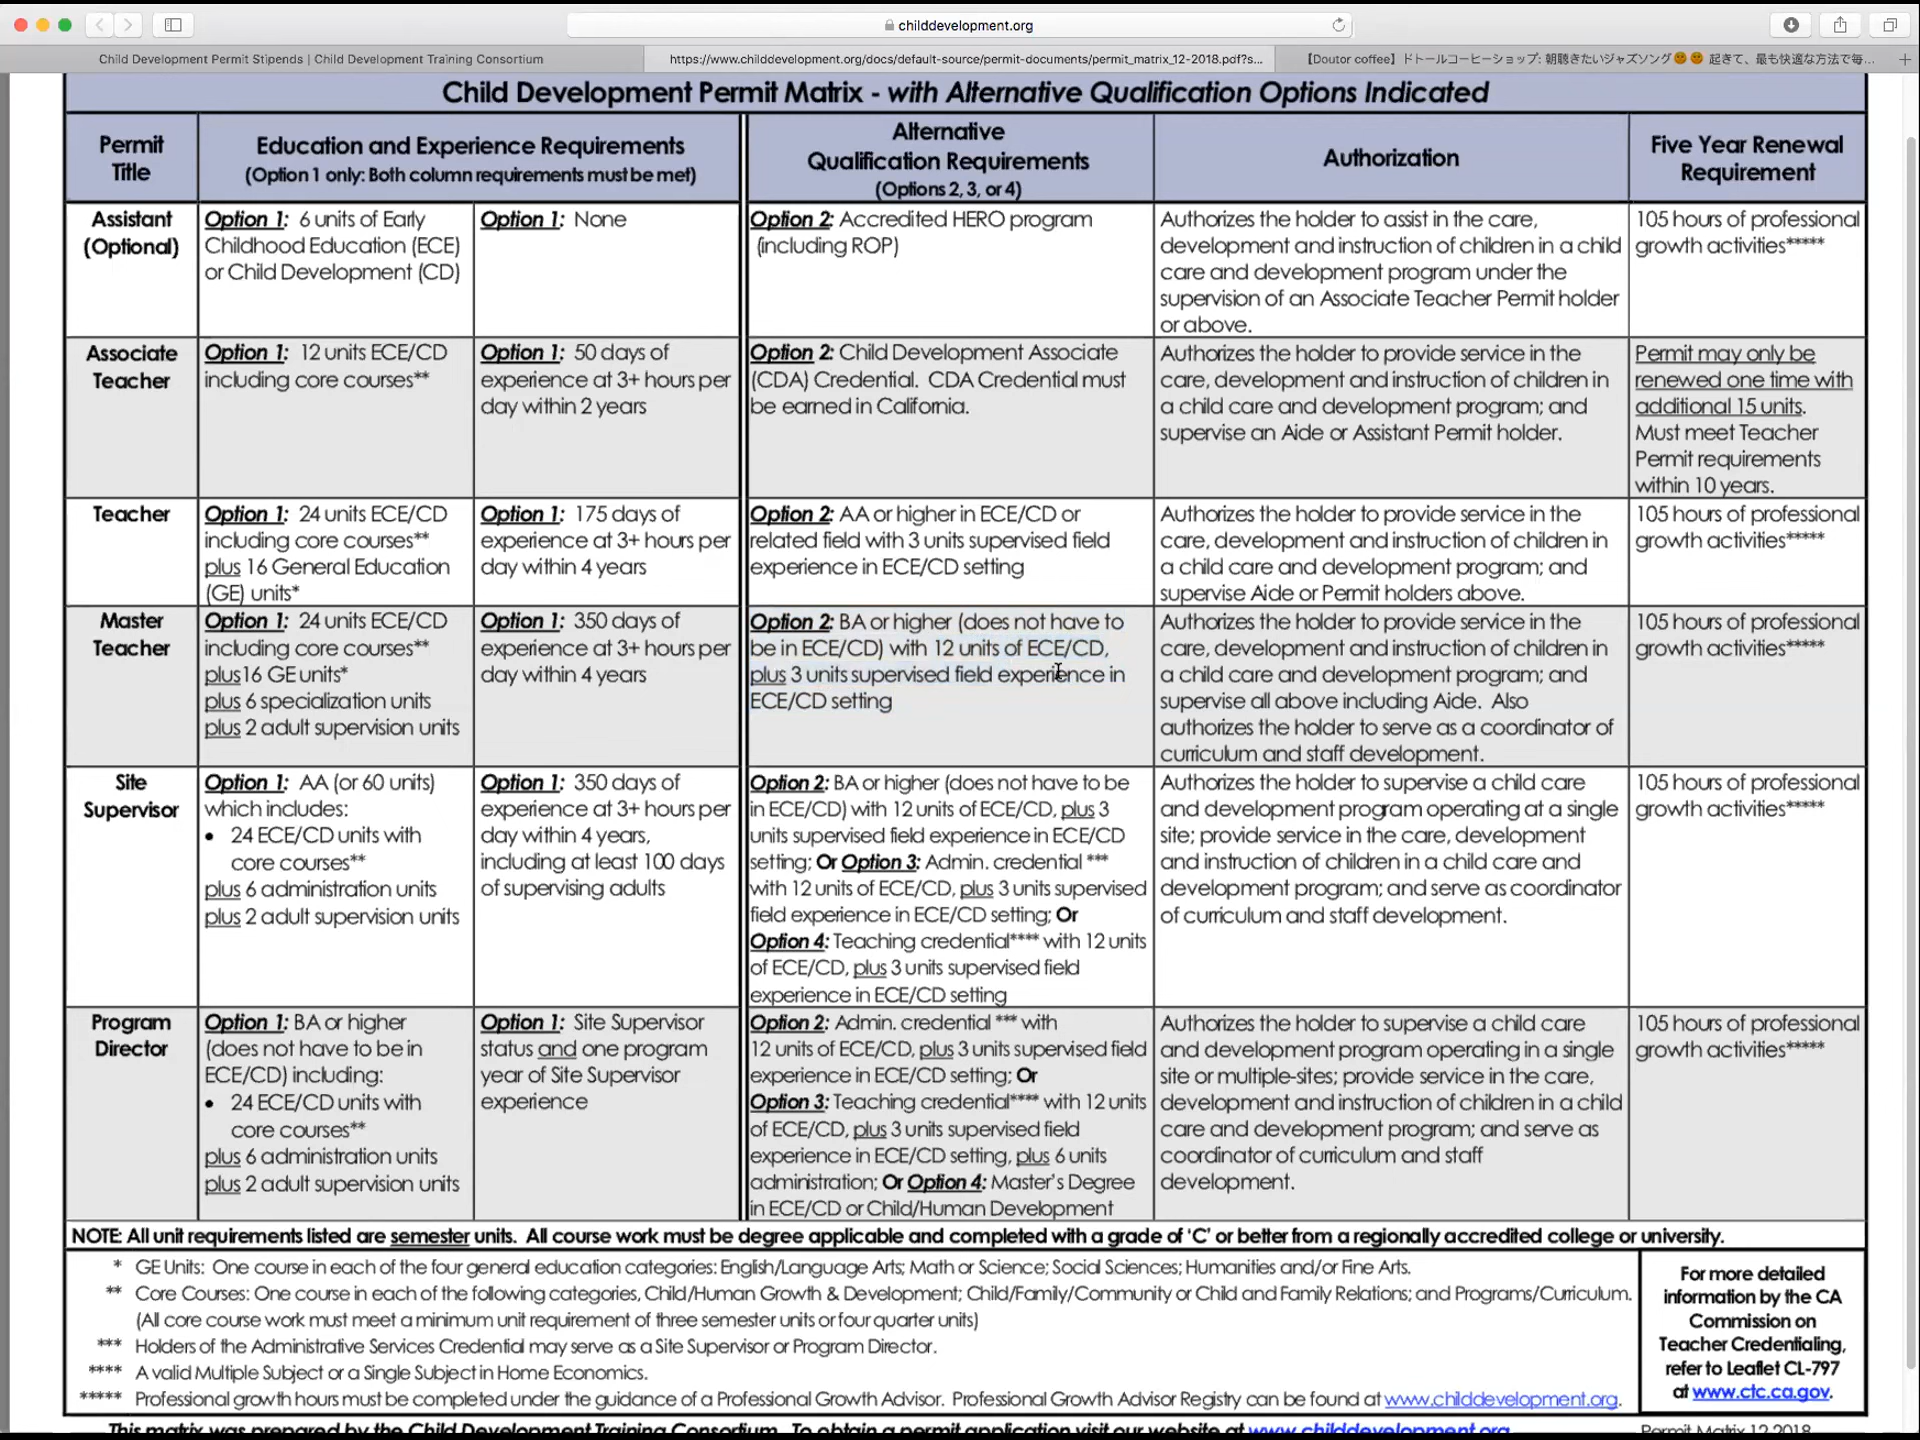 childdevelopment.org
Child Development Permit Stipends | Child Development Training Consortium
https://www.childdevelopment.org/docs/default-source/permit-documents/permit_matrix_12-2018.pdf?s...
【Doutor coffee】ドトールコーヒーショップ: 朝聴きたいジャズソング🙂🙂 起きて、最も快適な方法で毎...
Child Development Permit Matrix - with Alternative Qualification Options Indicated
Permit
Title
Education and Experience Requirements
(Option 1 only: Both column requirements must be met)
Alternative
Qualification Requirements
(Options 2, 3, or 4)
Authorization
Five Year Renewal
Requirement
Assistant
(Optional)
Option 1: 6 units of Early
Childhood Education (ECE)
or Child Development (CD)
Option 1: None
Option 2: Accredited HERO program
(including ROP)
Authorizes the holder to assist in the care,
development and instruction of children in a child
care and development program under the
supervision of an Associate Teacher Permit holder
or above.
105 hours of professional
growth activities*****
Associate
Teacher
Option 1: 12 units ECE/CD
including core courses**
Option 1: 50 days of
experience at 3+ hours per
day within 2 years
Option 2: Child Development Associate
(CDA) Credential. CDA Credential must
be earned in California.
Authorizes the holder to provide service in the
care, development and instruction of children in
a child care and development program; and
supervise an Aide or Assistant Permit holder.
Permit may only be
renewed one time with
additional 15 units.
Must meet Teacher
Permit requirements
within 10 years.
Teacher
Option 1: 24 units ECE/CD
including core courses**
plus 16 General Education
(GE) units*
Option 1: 175 days of
experience at 3+ hours per
day within 4 years
Option 2: AA or higher in ECE/CD or
related field with 3 units supervised field
experience in ECE/CD setting
Authorizes the holder to provide service in the
care, development and instruction of children in
a child care and development program; and
supervise Aide or Permit holders above.
105 hours of professional
growth activities*****
Master
Teacher
Option 1: 24 units ECE/CD
including core courses**
plus16 GE units*
plus 6 specialization units
plus 2 adult supervision units
Option 1: 350 days of
experience at 3+ hours per
day within 4 years
Option 2: BA or higher (does not have to
be in ECE/CD) with 12 units of ECE/CD,
plus 3 units supervised field experience in
ECE/CD setting
Authorizes the holder to provide service in the
care, development and instruction of children in
a child care and development program; and
supervise all above including Aide. Also
authorizes the holder to serve as a coordinator of
curriculum and staff development.
105 hours of professional
growth activities*****
Site
Supervisor
Option 1: AA (or 60 units)
which includes:
• 24 ECE/CD units with
core courses**
plus 6 administration units
plus 2 adult supervision units
Option 1: 350 days of
experience at 3+ hours per
day within 4 years,
including at least 100 days
of supervising adults
Option 2: BA or higher (does not have to be
in ECE/CD) with 12 units of ECE/CD, plus 3
units supervised field experience in ECE/CD
setting; Or Option 3: Admin. credential ***
with 12 units of ECE/CD, plus 3 units supervised
field experience in ECE/CD setting; Or
Option 4: Teaching credential**** with 12 units
of ECE/CD, plus 3 units supervised field
experience in ECE/CD setting
Authorizes the holder to supervise a child care
and development program operating at a single
site; provide service in the care, development
and instruction of children in a child care and
development program; and serve as coordinator
of curriculum and staff development.
105 hours of professional
growth activities*****
Program
Director
Option 1: BA or higher
(does not have to be in
ECE/CD) including:
• 24 ECE/CD units with
core courses**
plus 6 administration units
plus 2 adult supervision units
Option 1: Site Supervisor
status and one program
year of Site Supervisor
experience
Option 2: Admin. credential *** with
12 units of ECE/CD, plus 3 units supervised field
experience in ECE/CD setting; Or
Option 3: Teaching credential**** with 12 units
of ECE/CD, plus 3 units supervised field
experience in ECE/CD setting, plus 6 units
administration; Or Option 4: Master's Degree
in ECE/CD or Child/Human Development
Authorizes the holder to supervise a child care
and development program operating in a single
site or multiple-sites; provide service in the care,
development and instruction of children in a child
care and development program; and serve as
coordinator of curriculum and staff
development.
105 hours of professional
growth activities*****
NOTE: All unit requirements listed are semester units. All course work must be degree applicable and completed with a grade of 'C' or better from a regionally accredited college or university.
* GE Units: One course in each of the four general education categories: English/Language Arts; Math or Science; Social Sciences; Humanities and/or Fine Arts.
** Core Courses: One course in each of the following categories, Child/Human Growth & Development; Child/Family/Community or Child and Family Relations; and Programs/Curriculum.
(All core course work must meet a minimum unit requirement of three semester units or four quarter units)
*** Holders of the Administrative Services Credential may serve as a Site Supervisor or Program Director.
**** A valid Multiple Subject or a Single Subject in Home Economics.
***** Professional growth hours must be completed under the guidance of a Professional Growth Advisor. Professional Growth Advisor Registry can be found at www.childdevelopment.org.
For more detailed
information by the CA
Commission on
Teacher Credentialing,
refer to Leaflet CL-797
at www.ctc.ca.gov.
This matrix was prepared by the Child Development Training Consortium. To obtain a permit application visit our website at www.childdevelopment.org
Permit Matrix 12 2018